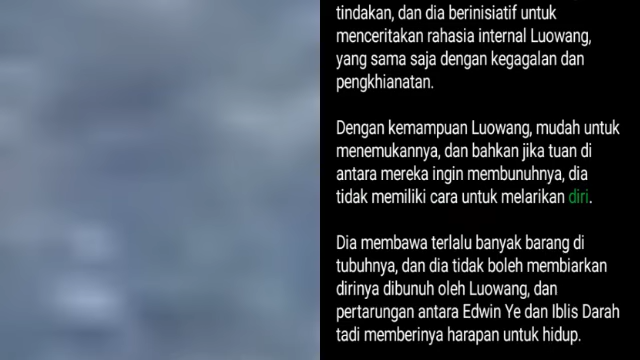 tindakan, dan dia berinisiatif untuk
menceritakan rahasia internal Luowang,
yang sama saja dengan kegagalan dan
pengkhianatan.
Dengan kemampuan Luowang, mudah untuk
menemukannya, dan bahkan jika tuan di
antara mereka ingin membunuhnya, dia
tidak memiliki cara untuk melarikan diri.
Dia membawa terlalu banyak barang di
tubuhnya, dan dia tidak boleh membiarkan
dirinya dibunuh oleh Luowang, dan
pertarungan antara Edwin Ye dan Iblis Darah
tadi memberinya harapan untuk hidup.